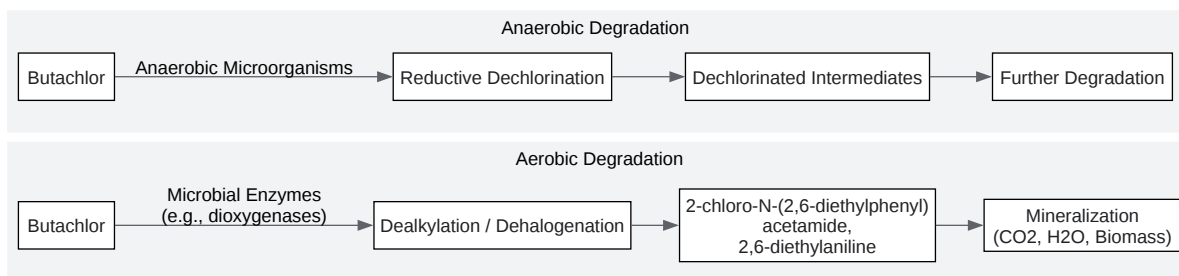 Anaerobic Degradation
Butachlor
Anaerobic Microorganisms
Reductive Dechlorination
Dechlorinated Intermediates
Further Degradation
Aerobic Degradation
Butachlor
Microbial Enzymes
(e.g., dioxygenases)
Dealkylation / Dehalogenation
2-chloro-N-(2,6-diethylphenyl)
acetamide,
2,6-diethylaniline
Mineralization
(CO2, H2O, Biomass)